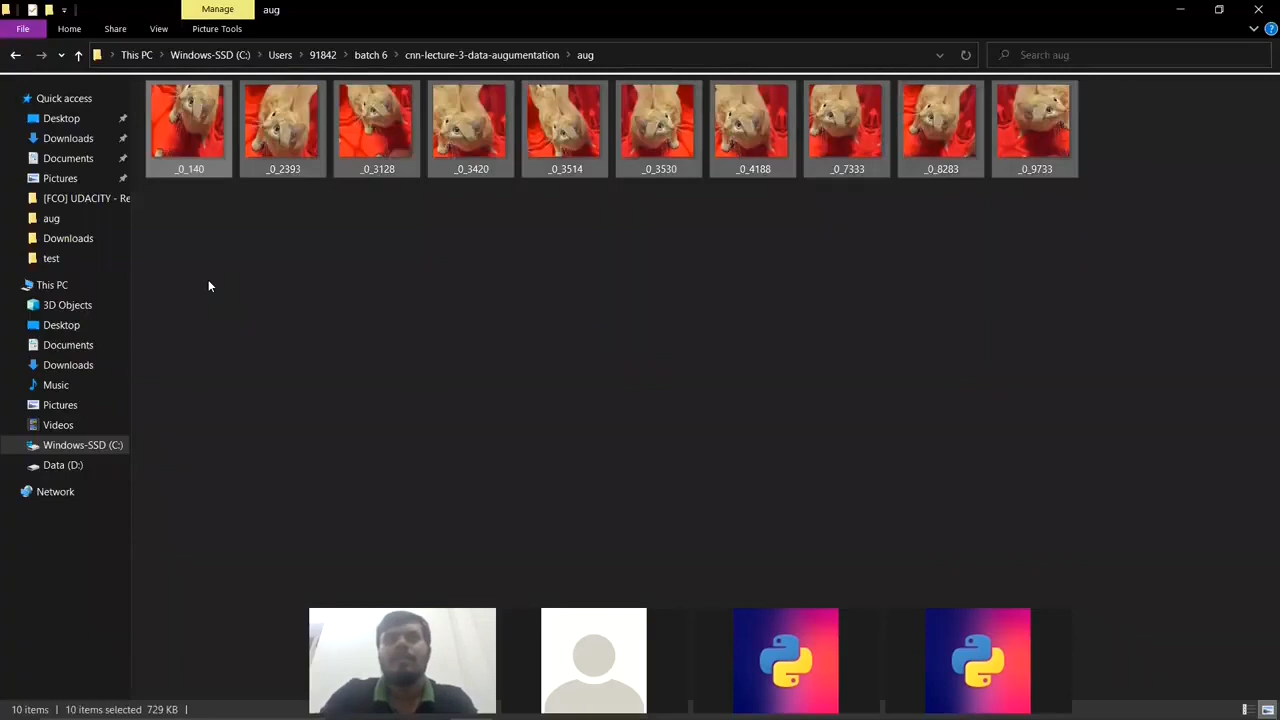 Manage
aug
File
Home
Share
View
Picture Tools
This PC
Windows-SSD (C:)
Users
91842
batch 6
cnn-lecture-3-data-augumentation
aug
Search aug
Quick access
Desktop
Downloads
Documents
Pictures
[FCO] UDACITY - Re
aug
Downloads
test
This PC
3D Objects
Desktop
Documents
Downloads
Music
Pictures
Videos
Windows-SSD (C:)
Data (D:)
Network
_0_140
_0_2393
_0_3128
_0_3420
_0_3514
_0_3530
_0_4188
_0_7333
_0_8283
_0_9733
10 items
10 items selected 729 KB